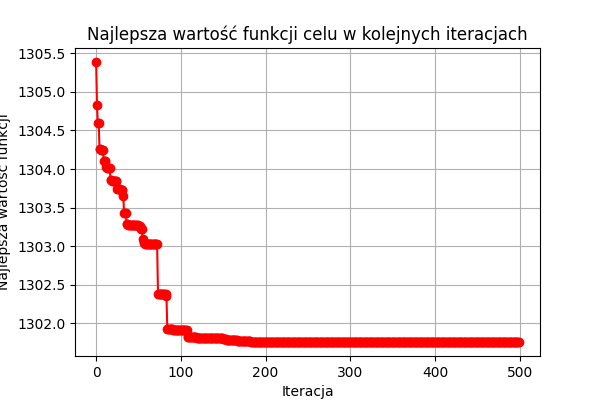 Najlepsza wartość funkcji celu w kolejnych iteracjach
1305.5
1305.0
1304.5
1304.0
1303.5
1303.0
1302.5
1302.0
Najlepsza wartość funkcji
0 100 200 300 400 500
Iteracja